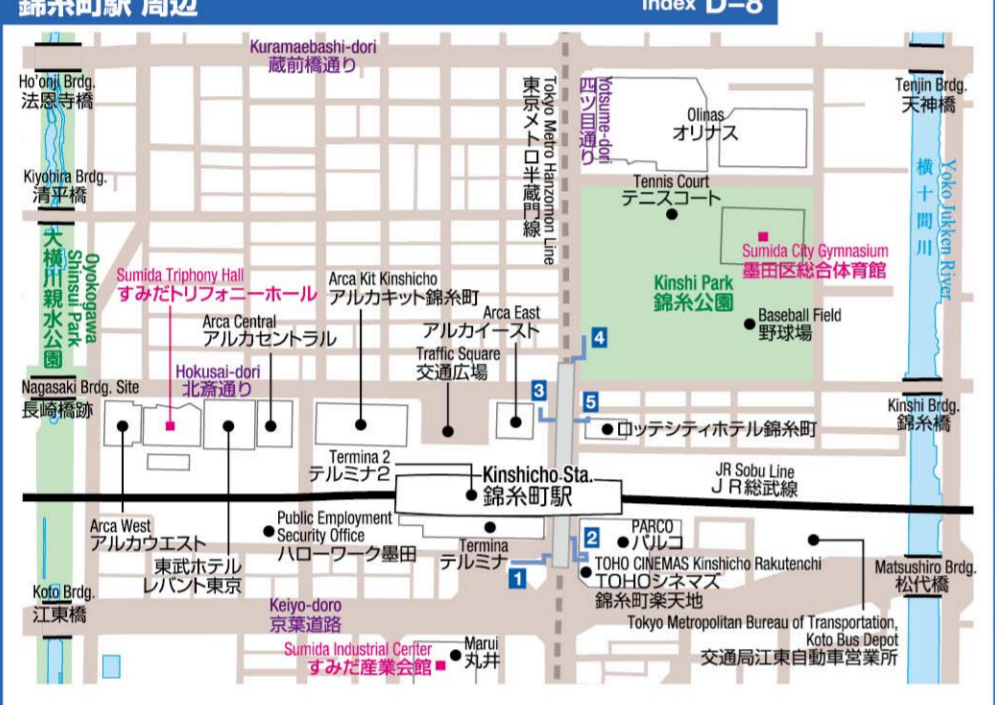 錦糸町駅 周辺
Index D-8
Kuramaebashi-dori
蔵前橋通り
Ho'onji Brdg.
法恩寺橋
Tokyo Metro Hanzomon Line
東京メトロ半蔵門線
Yotsume-dori
四ツ目通り
Olinas
オリナス
Tenjin Brdg.
天神橋
Kiyohira Brdg.
清平橋
Tennis Court
テニスコート
横十間川
Yoko Jukken River
Oyokogawa
Shinsui Park
大横川親水公園
Sumida Triphony Hall
すみだトリフォニーホール
Arca Kit Kinshicho
アルカキット錦糸町
Sumida City Gymnasium
墨田区総合体育館
Kinshi Park
錦糸公園
Arca Central
アルカセントラル
Arca East
アルカイースト
Baseball Field
野球場
Traffic Square
交通広場
4
Hokusai-dori
北斎通り
Nagasaki Brdg. Site
長崎橋跡
3
5
Kinshi Brdg.
錦糸橋
ロッテシティホテル錦糸町
Termina 2
テルミナ2
Kinshicho Sta.
錦糸町駅
JR Sobu Line
JR総武線
Arca West
アルカウエスト
Public Employment
Security Office
ハローワーク墨田
Termina
テルミナ
2
PARCO
パルコ
東武ホテル
レバント東京
1
TOHO CINEMAS Kinshicho Rakutenchi
TOHOシネマズ
錦糸町楽天地
Matsushiro Brdg.
松代橋
Koto Brdg.
江東橋
Keiyo-doro
京葉道路
Tokyo Metropolitan Bureau of Transportation,
Koto Bus Depot
交通局江東自動車営業所
Sumida Industrial Center
すみだ産業会館
Marui
丸井